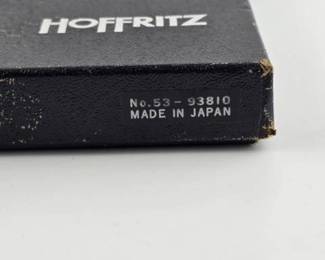 HOFFRITZ
No. 53 - 93810
MADE IN JAPAN